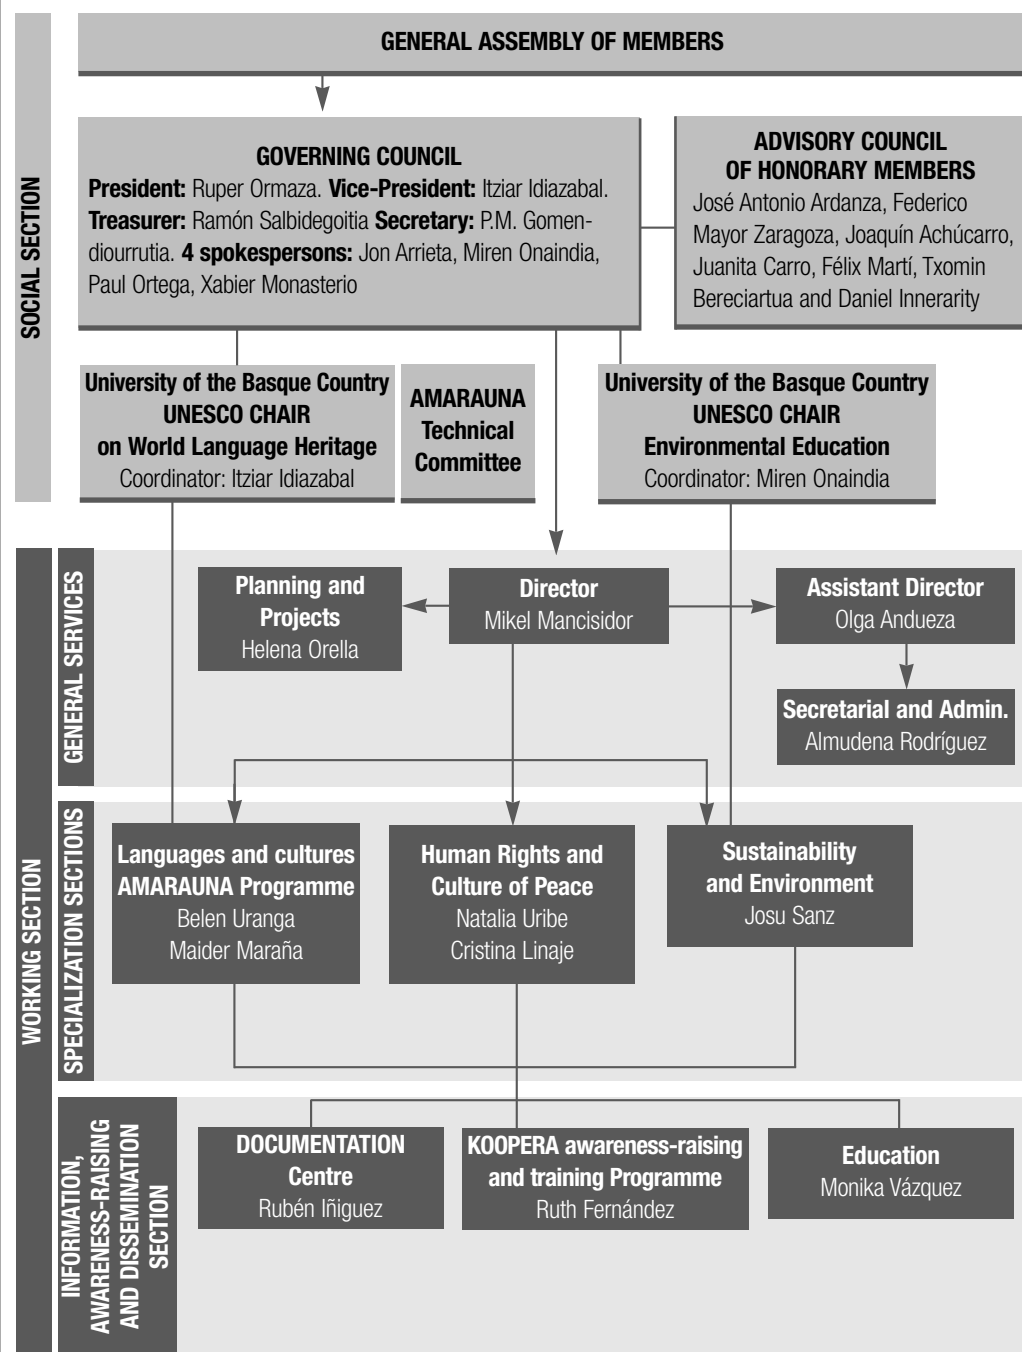 SOCIAL SECTION
GENERAL ASSEMBLY OF MEMBERS
GOVERNING COUNCIL
President: Ruper Ormaza. Vice-President: Itziar Idiazabal.
Treasurer: Ramón Salbidegoitia Secretary: P.M. Gomen-
diourrutia. 4 spokespersons: Jon Arrieta, Miren Onaindia,
Paul Ortega, Xabier Monasterio
ADVISORY COUNCIL
OF HONORARY MEMBERS
José Antonio Ardanza, Federico
Mayor Zaragoza, Joaquín Achúcarro,
Juanita Carro, Félix Martí, Txomin
Bereciartua and Daniel Innerarity
University of the Basque Country
UNESCO CHAIR
on World Language Heritage
Coordinator: Itziar Idiazabal
AMARAUNA
Technical
Committee
University of the Basque Country
UNESCO CHAIR
Environmental Education
Coordinator: Miren Onaindia
WORKING SECTION
GENERAL SERVICES
Planning and
Projects
Helena Orella
Director
Mikel Mancisidor
Assistant Director
Olga Andueza
Secretarial and Admin.
Almudena Rodríguez
SPECIALIZATION SECTIONS
Languages and cultures
AMARAUNA Programme
Belen Uranga
Maider Maraña
Human Rights and
Culture of Peace
Natalia Uribe
Cristina Linaje
Sustainability
and Environment
Josu Sanz
INFORMATION,
AWARENESS-RAISING
AND DISSEMINATION
SECTION
DOCUMENTATION
Centre
Rubén Iñiguez
KOOPERA awareness-raising
and training Programme
Ruth Fernández
Education
Monika Vázquez